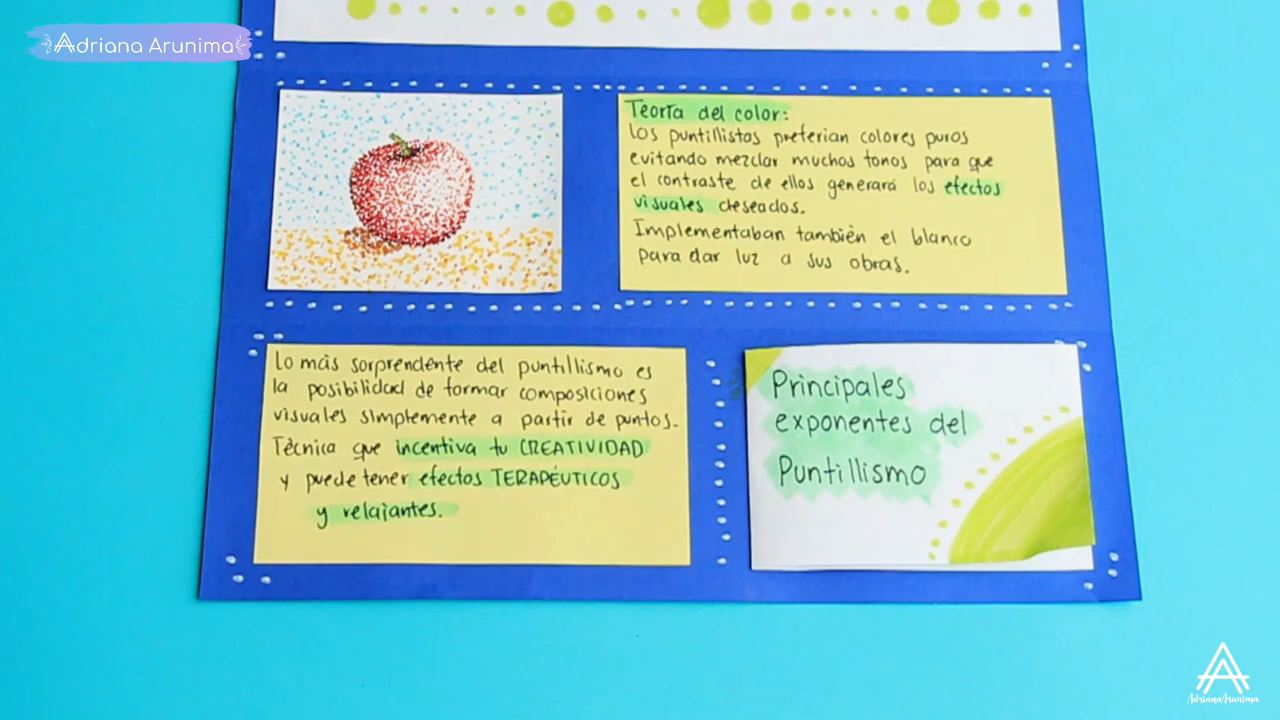 Adriana Arunima
Teoría del color:
Los puntillistas preferían colores puros
evitando mezclar muchos tonos para que
el contraste de ellos generará los efectos
visuales deseados.
Implementaban también el blanco
para dar luz a sus obras.
Lo más sorprendente del puntillismo es
la posibilidad de formar composiciones
visuales simplemente a partir de puntos.
Técnica que incentiva tu CREATIVIDAD
y puede tener efectos TERAPÉUTICOS
y relajantes.
Principales
exponentes del
Puntillismo
AdrianaArunima